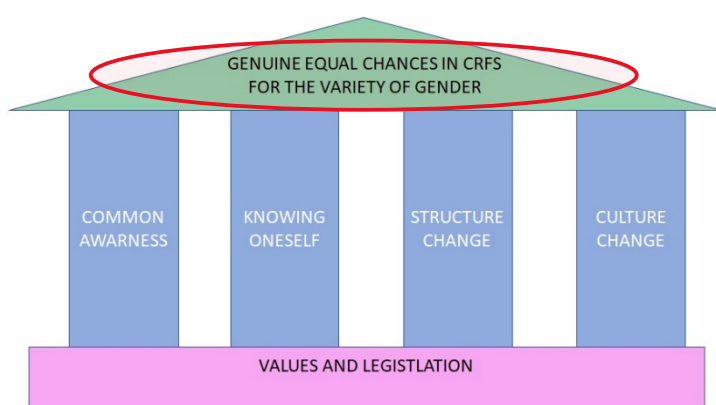 GENUINE EQUAL CHANCES IN CRFS
FOR THE VARIETY OF GENDER
COMMON
AWARNESS
KNOWING
ONESELF
STRUCTURE
CHANGE
CULTURE
CHANGE
VALUES AND LEGISTLATION